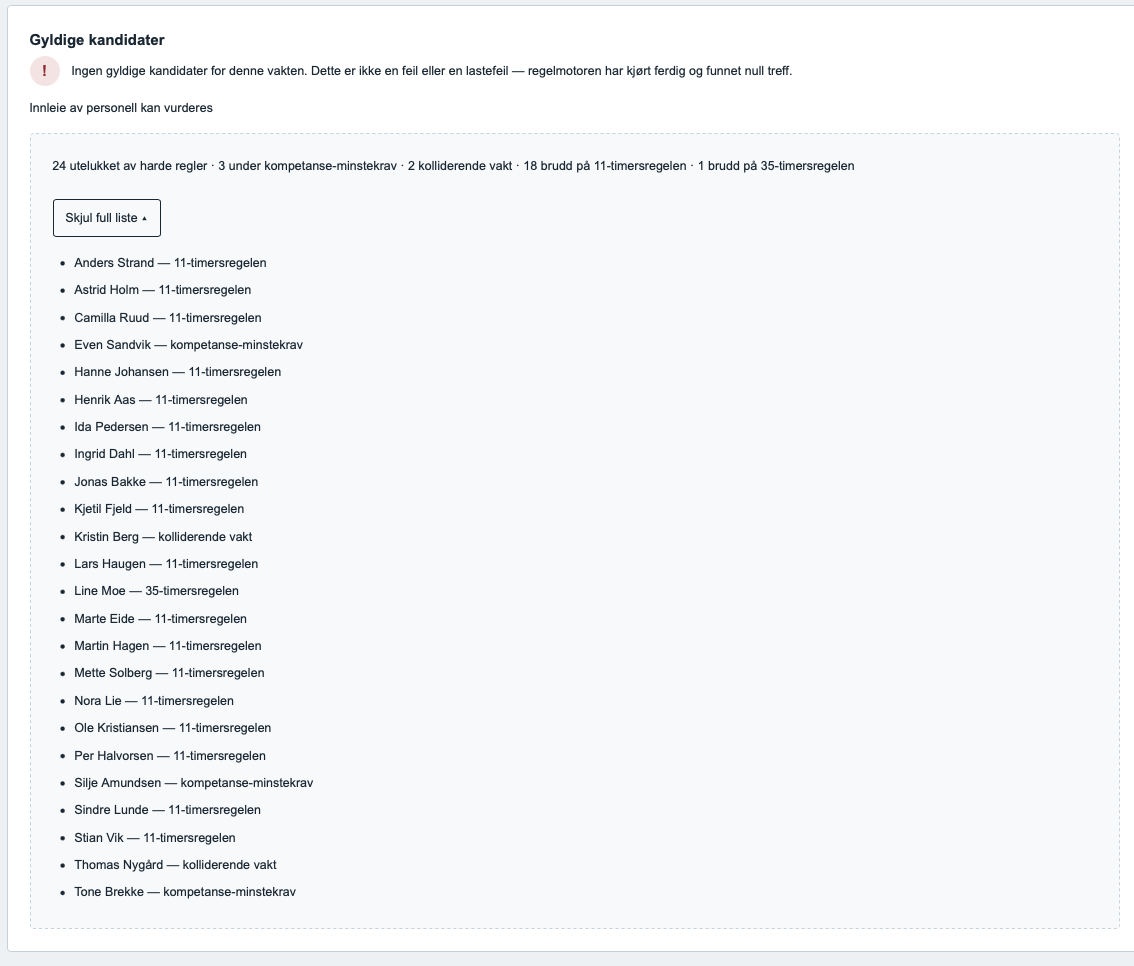 Gyldige kandidater
! Ingen gyldige kandidater for denne vakten. Dette er ikke en feil eller en lastefeil — regelmotoren har kjørt ferdig og funnet null treff.
Innleie av personell kan vurderes
24 utelukket av harde regler · 3 under kompetanse-minstekrav · 2 kolliderende vakt · 18 brudd på 11-timersregelen · 1 brudd på 35-timersregelen
Skjul full liste ▴
• Anders Strand — 11-timersregelen
• Astrid Holm — 11-timersregelen
• Camilla Ruud — 11-timersregelen
• Even Sandvik — kompetanse-minstekrav
• Hanne Johansen — 11-timersregelen
• Henrik Aas — 11-timersregelen
• Ida Pedersen — 11-timersregelen
• Ingrid Dahl — 11-timersregelen
• Jonas Bakke — 11-timersregelen
• Kjetil Fjeld — 11-timersregelen
• Kristin Berg — kolliderende vakt
• Lars Haugen — 11-timersregelen
• Line Moe — 35-timersregelen
• Marte Eide — 11-timersregelen
• Martin Hagen — 11-timersregelen
• Mette Solberg — 11-timersregelen
• Nora Lie — 11-timersregelen
• Ole Kristiansen — 11-timersregelen
• Per Halvorsen — 11-timersregelen
• Silje Amundsen — kompetanse-minstekrav
• Sindre Lunde — 11-timersregelen
• Stian Vik — 11-timersregelen
• Thomas Nygård — kolliderende vakt
• Tone Brekke — kompetanse-minstekrav